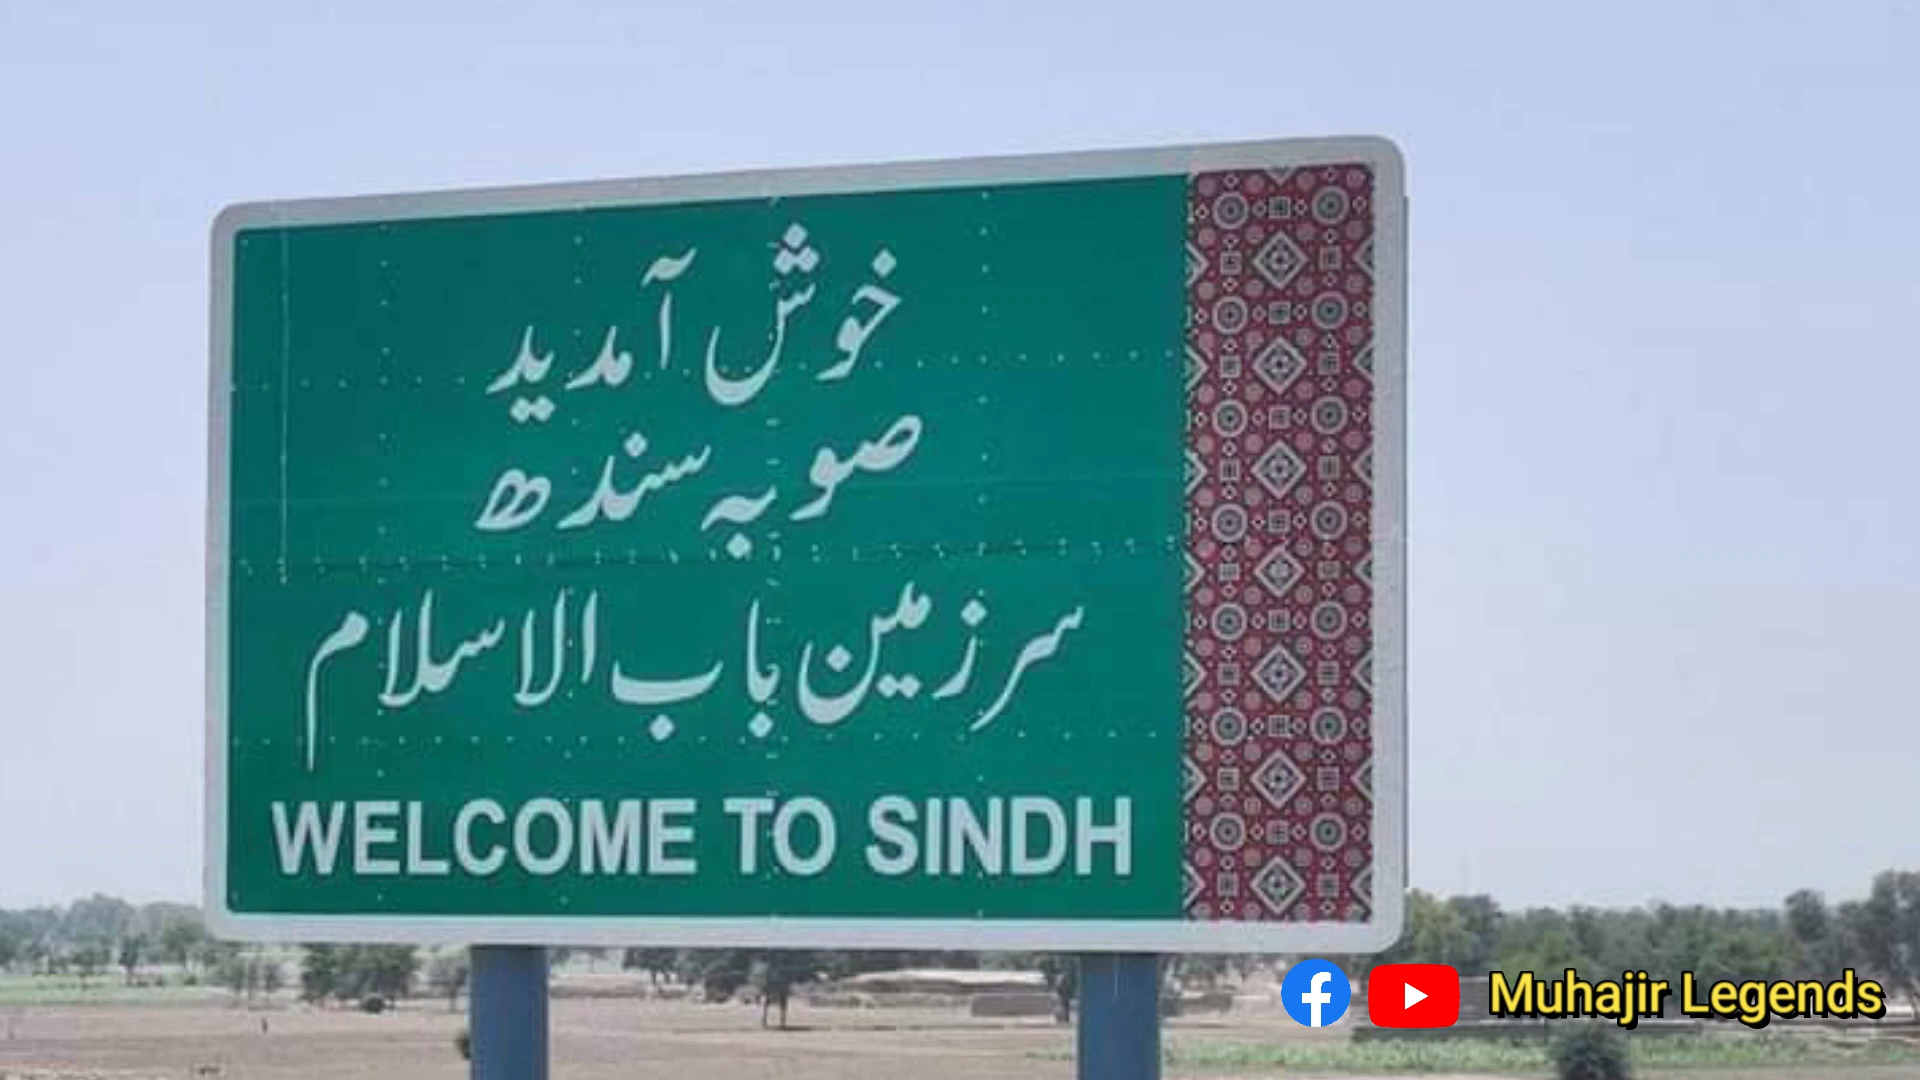 خوش آمدید
صوبہ سندھ
سرزمین باب الاسلام
WELCOME TO SINDH
Muhajir Legends